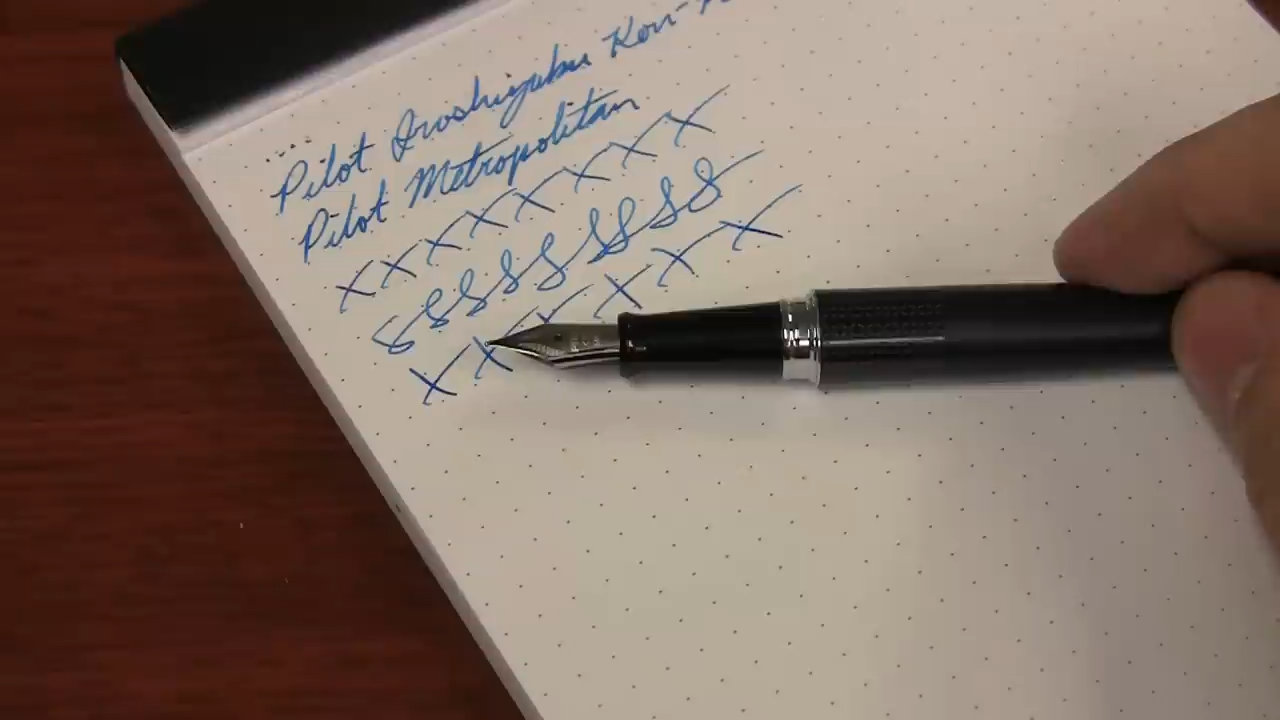 Pilot Iroshizuku Kon-
Pilot Metropolitan
x x x x x x x x
s s s s s s s s s
x x x x x x